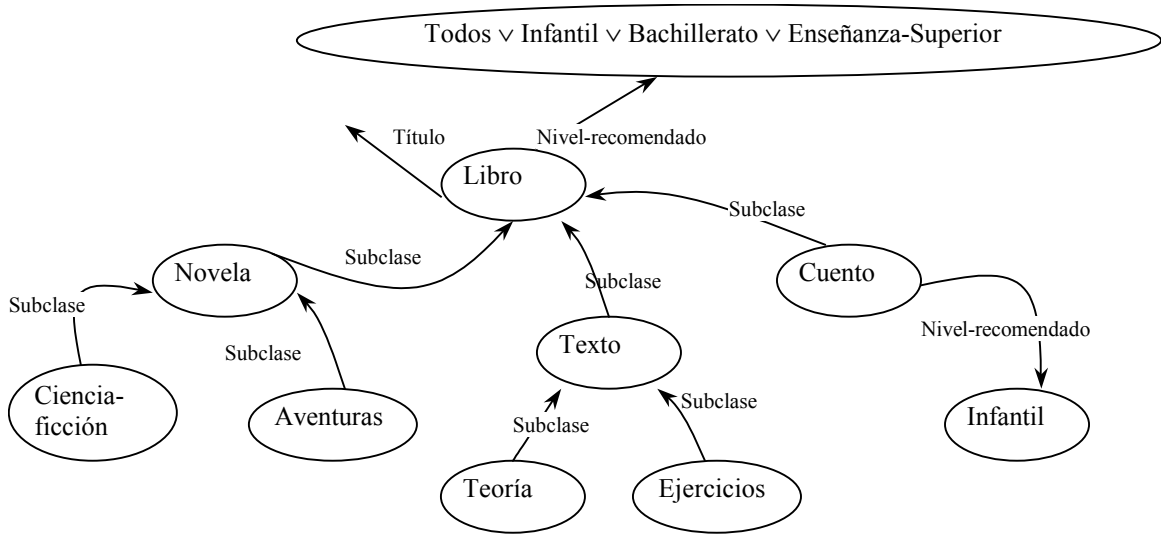 Todos ∨ Infantil ∨ Bachillerato ∨ Enseñanza-Superior
Título
Nivel-recomendado
Libro
Subclase
Subclase
Novela
Subclase
Cuento
Subclase
Nivel-recomendado
Subclase
Texto
Ciencia-
ficción
Aventuras
Subclase
Subclase
Infantil
Teoría
Ejercicios